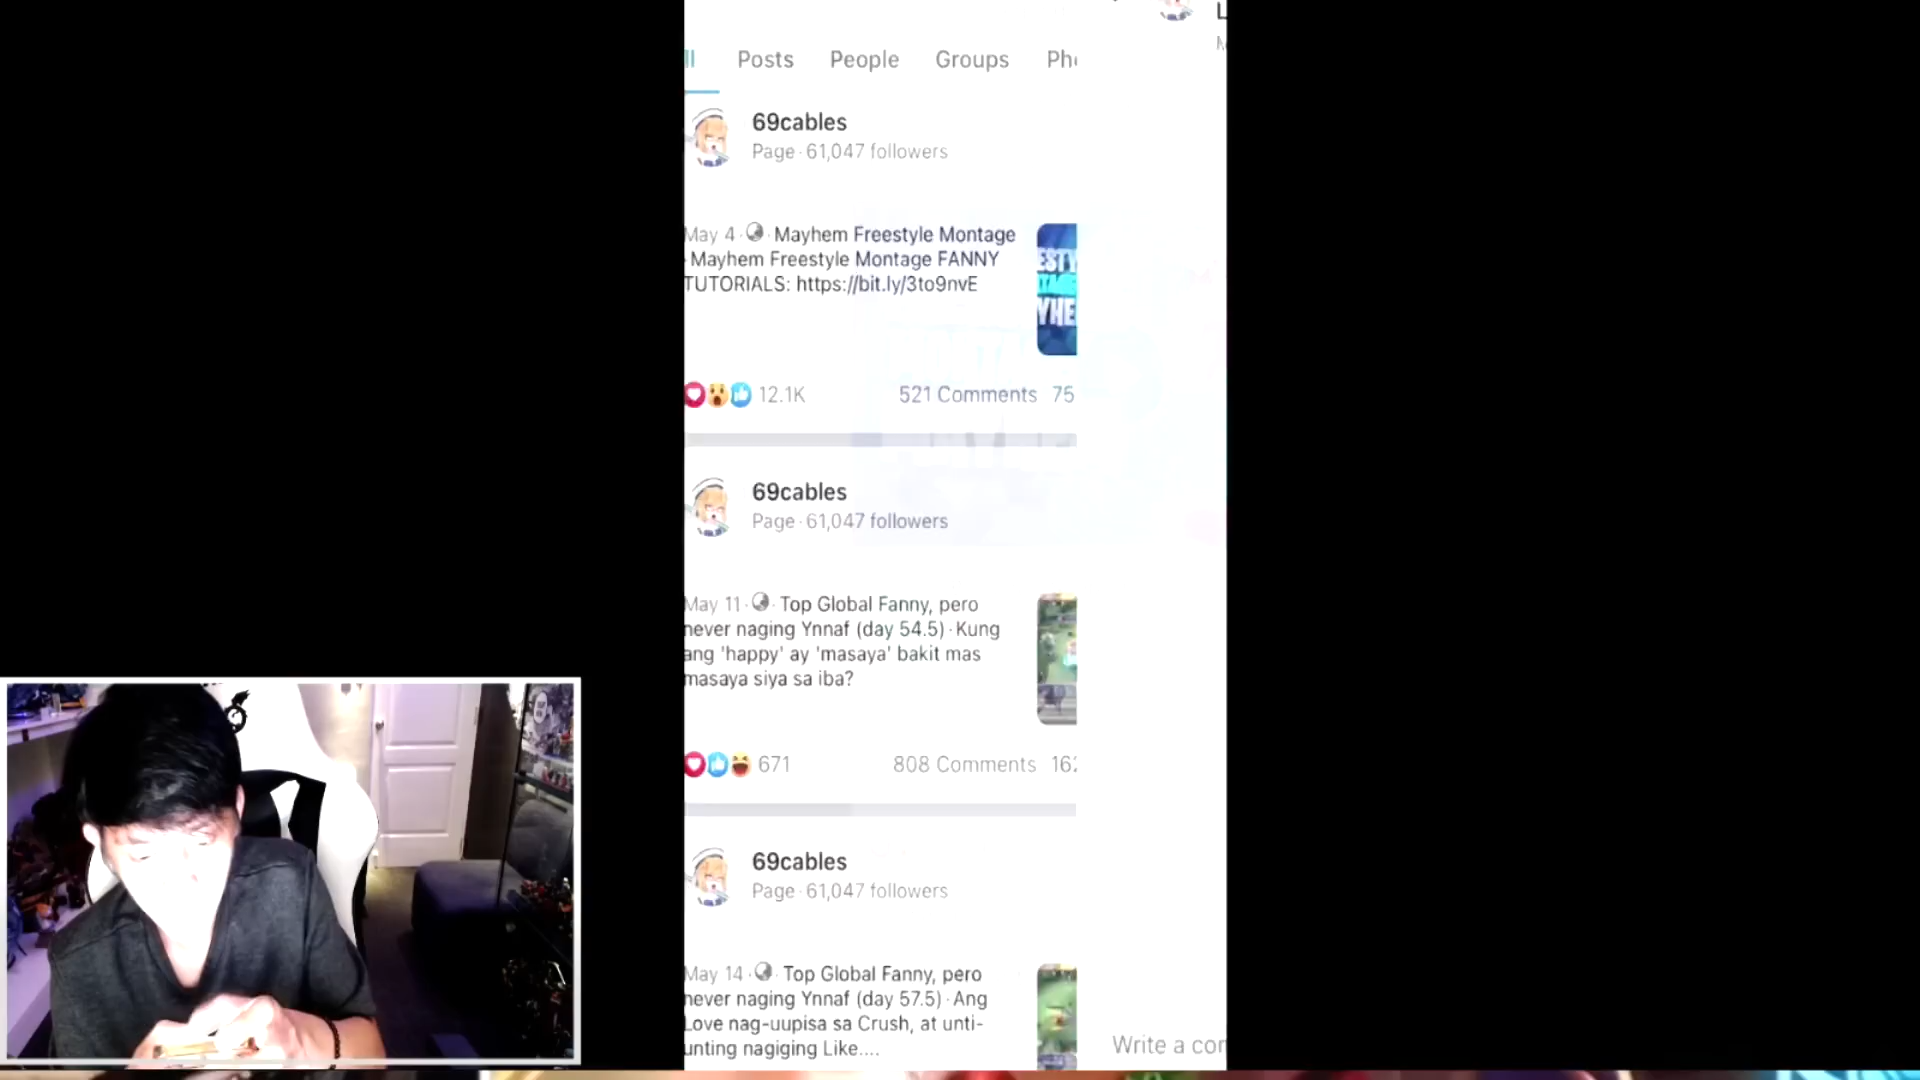 Posts People Groups
69cables
Page · 61,047 followers
May 4 · Mayhem Freestyle Montage
· Mayhem Freestyle Montage FANNY
TUTORIALS: https://bit.ly/3to9nvE
12.1K 521 Comments 75
69cables
Page · 61,047 followers
May 11 · Top Global Fanny, pero
never naging Ynnaf (day 54.5) · Kung
ang 'happy' ay 'masaya' bakit mas
masaya siya sa iba?
671 808 Comments 162
69cables
Page · 61,047 followers
May 14 · Top Global Fanny, pero
never naging Ynnaf (day 57.5) · Ang
Love nag-uupisa sa Crush, at unti-
unting nagiging Like....
Write a con